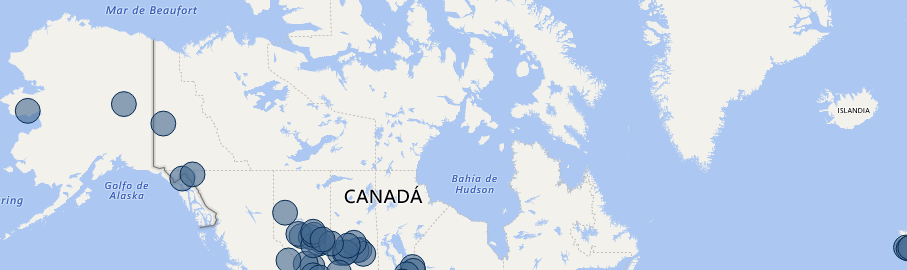 Mar de Beaufort
ISLANDIA
Golfo de
Alaska
Bahía de
Hudson
CANADÁ
ring